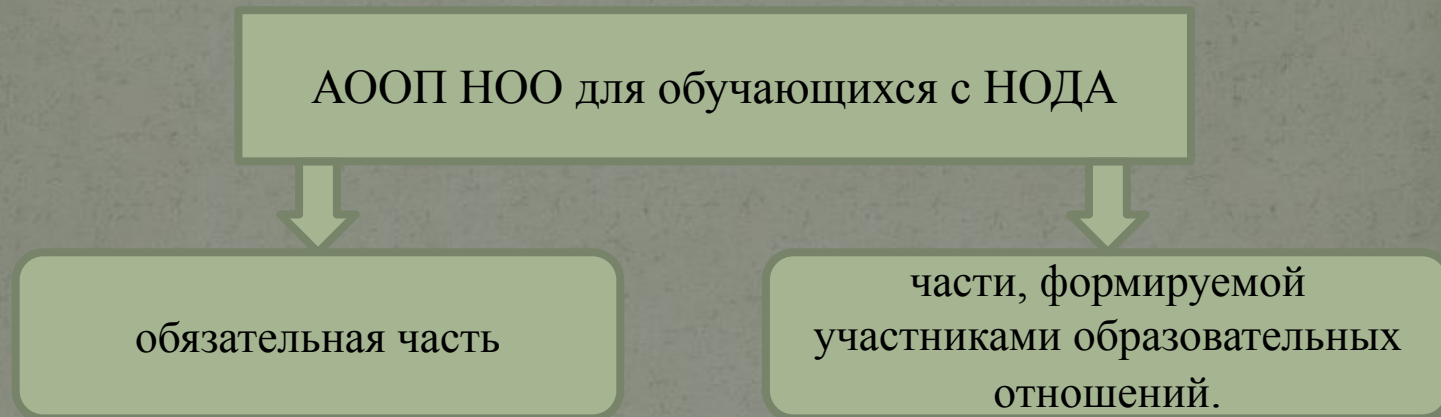 АООП НОО для обучающихся с НОДА
обязательная часть
части, формируемой
участниками образовательных
отношений.